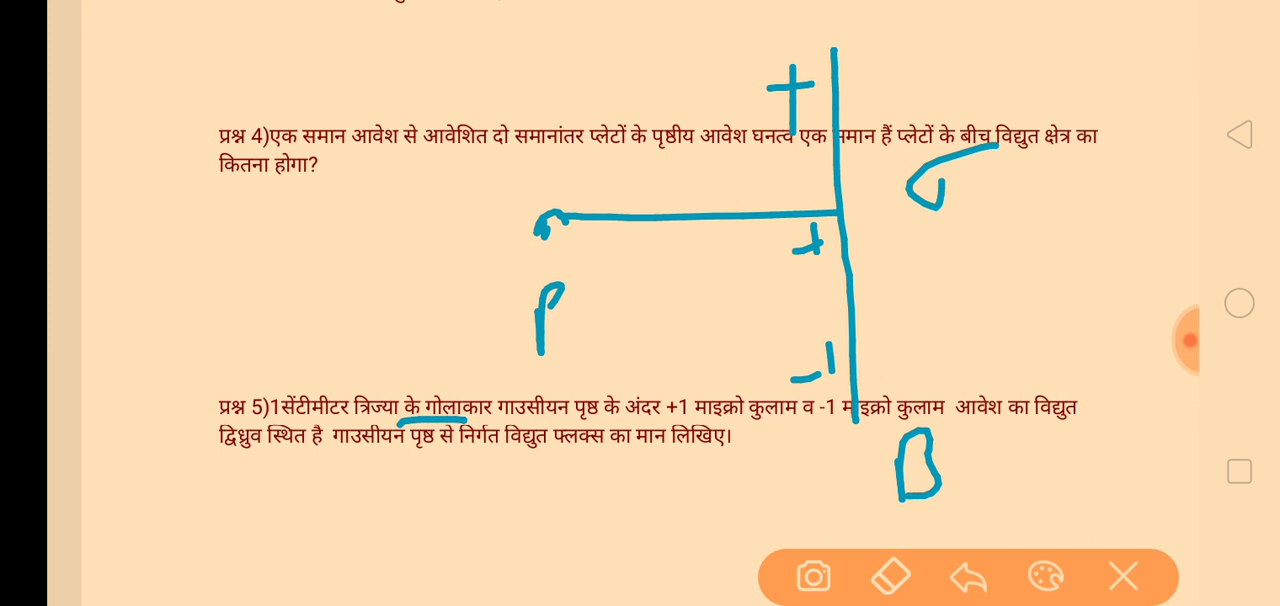 प्रश्न 4)एक समान आवेश से आवेशित दो समानांतर प्लेटों के पृष्ठीय आवेश घनत्व एक समान हैं प्लेटों के बीच विद्युत क्षेत्र का
कितना होगा?
+
σ
+
P
प्रश्न 5)1सेंटीमीटर त्रिज्या के गोलाकार गाउसीयन पृष्ठ के अंदर +1 माइक्रो कुलाम व -1 माइक्रो कुलाम आवेश का विद्युत
द्विध्रुव स्थित है गाउसीयन पृष्ठ से निर्गत विद्युत फ्लक्स का मान लिखिए।
B